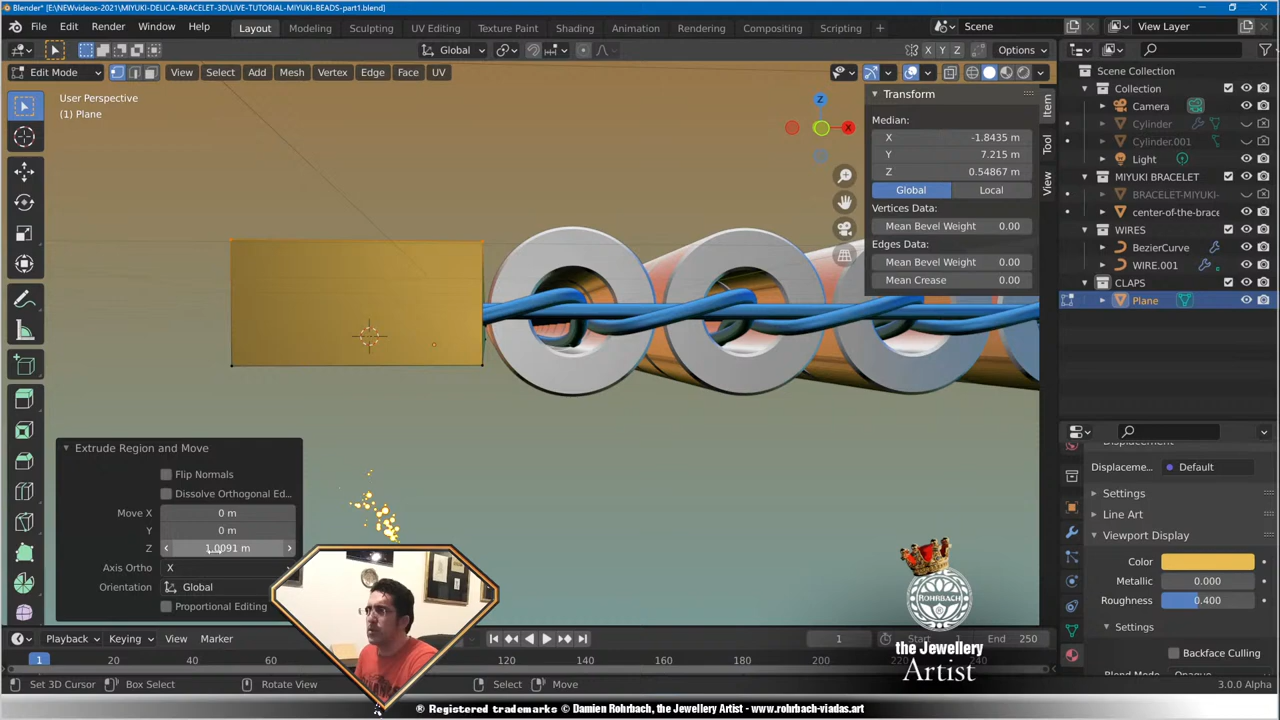 Blender* [E:\NEWvideos-2021\MIYUKI-DELICA-BRACELET-3D\LIVE-TUTORIAL-MIYUKI-BEADS-part1.blend]
File Edit Render Window Help Layout Modeling Sculpting UV Editing Texture Paint Shading Animation Rendering Compositing Scripting + Scene View Layer
Global X Y Z Options
Edit Mode View Select Add Mesh Vertex Edge Face UV
User Perspective
(1) Plane
Z
X
Transform
Median:
X -1.8435 m
Y 7.215 m
Z 0.54867 m
Global Local
Vertices Data:
Mean Bevel Weight 0.00
Edges Data:
Mean Bevel Weight 0.00
Mean Crease 0.00
Item
Tool
View
Scene Collection
Collection
Camera
Cylinder
Cylinder.001
Light
MIYUKI BRACELET
BRACELET-MIYUKI-
center-of-the-brace
WIRES
BezierCurve
WIRE.001
CLAPS
Plane
Displaceme... Default
Settings
Line Art
Viewport Display
Color
Metallic 0.000
Roughness 0.400
Settings
Backface Culling
Extrude Region and Move
Flip Normals
Dissolve Orthogonal Ed...
Move X 0 m
Y 0 m
Z 1.0091 m
Axis Ortho X
Orientation Global
Proportional Editing
ROHRBACH
the Jewellery
Artist
Playback Keying View Marker 1 Start 1 End 250
1 20 40 60 120 140 160 180 200 220 240
Set 3D Cursor Box Select Rotate View Select Move 3.0.0 Alpha
® Registered trademarks © Damien Rohrbach, the Jewellery Artist - www.rohrbach-viadas.art